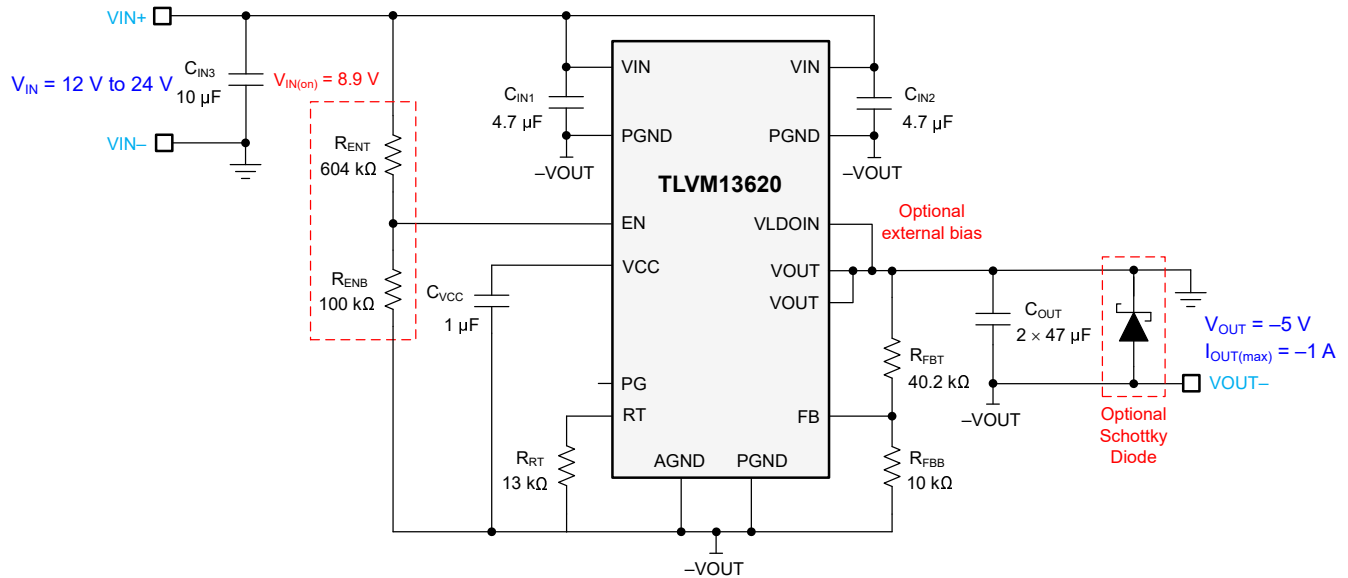 VIN+
VIN = 12 V to 24 V
CIN3
10 µF
VIN(on) = 8.9 V
VIN–
RENT
604 kΩ
RENB
100 kΩ
CVCC
1 µF
RRT
13 kΩ
CIN1
4.7 µF
–VOUT
VIN
PGND
TLVM13620
EN
VCC
PG
RT
AGND
PGND
VIN
PGND
VLDOIN
VOUT
VOUT
FB
–VOUT
CIN2
4.7 µF
–VOUT
Optional
external bias
RFBT
40.2 kΩ
RFBB
10 kΩ
COUT
2 × 47 µF
–VOUT
Optional
Schottky
Diode
VOUT = –5 V
IOUT(max) = –1 A
VOUT–